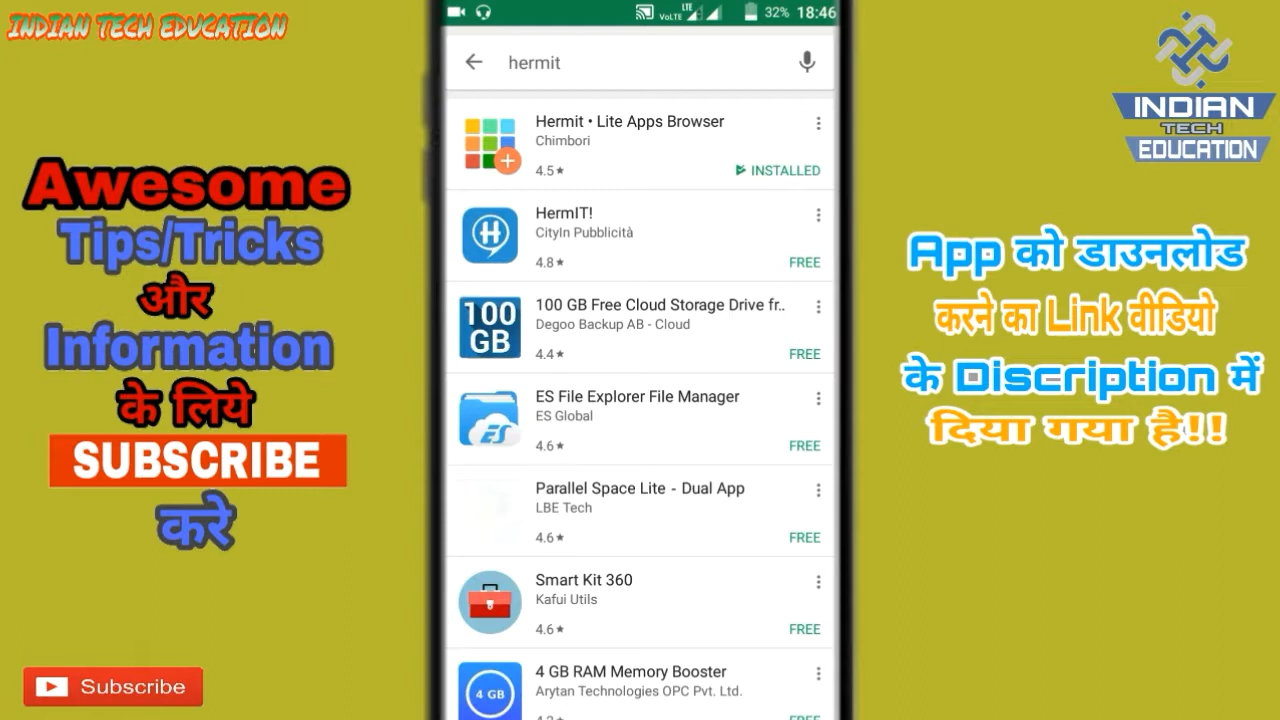 INDIAN TECH EDUCATION
Awesome
Tips/Tricks
और
Information
के लिये
SUBSCRIBE
करे
Subscribe
VoLTE LTE 32% 18:46
hermit
Hermit • Lite Apps Browser
Chimbori
4.5★ INSTALLED
HermIT!
CityIn Pubblicità
4.8★ FREE
100 GB
100 GB Free Cloud Storage Drive fr..
Degoo Backup AB - Cloud
4.4★ FREE
ES
ES File Explorer File Manager
ES Global
4.6★ FREE
Parallel Space Lite - Dual App
LBE Tech
4.6★ FREE
Smart Kit 360
Kafui Utils
4.6★ FREE
4 GB
4 GB RAM Memory Booster
Arytan Technologies OPC Pvt. Ltd.
INDIAN
TECH
EDUCATION
App को डाउनलोड
करने का Link वीडियो
के Discription में
दिया गया है!!